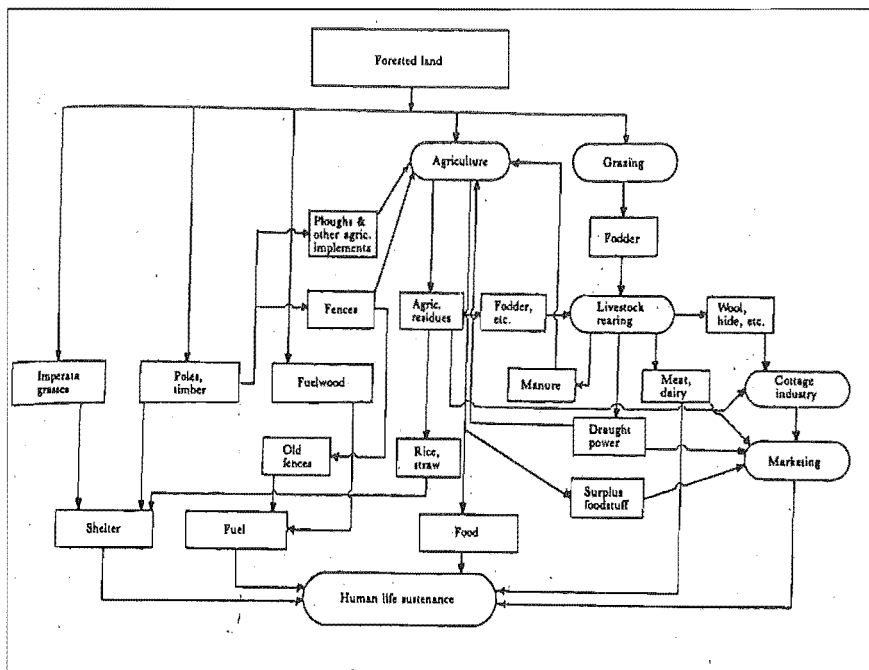 Forested land
Agriculture
Grazing
Ploughs &
other agric.
implements
Fodder
Fences
Agric.
residues
Fodder,
etc.
Livestock
rearing
Wool,
hide, etc.
Imperata
grasses
Poles,
timber
Fuelwood
Manure
Meat,
dairy
Cottage
industry
Old
fences
Rice,
straw
Draught
power
Marketing
Surplus
foodstuff
Shelter
Fuel
Food
Human life sustenance